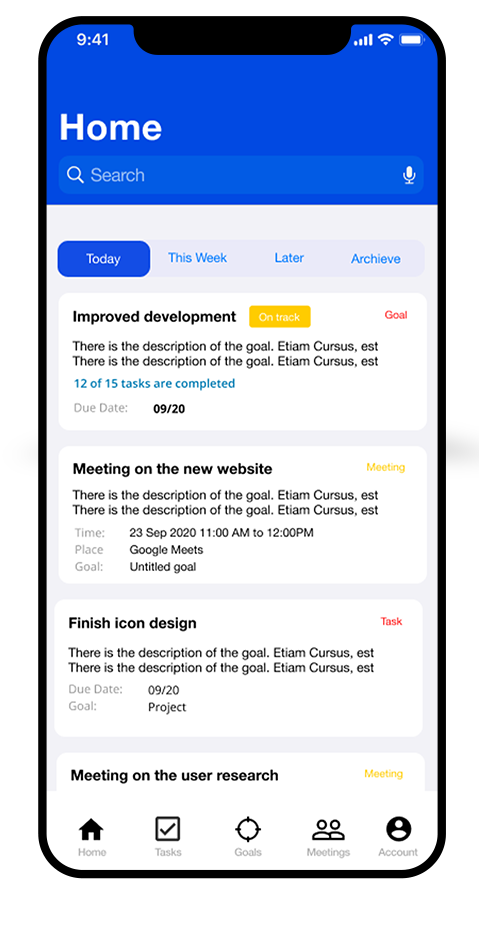 9:41
Home
Search
Today This Week Later Archieve
Improved development On track Goal
There is the description of the goal. Etiam Cursus, est
There is the description of the goal. Etiam Cursus, est
12 of 15 tasks are completed
Due Date: 09/20
Meeting on the new website Meeting
There is the description of the goal. Etiam Cursus, est
There is the description of the goal. Etiam Cursus, est
Time: 23 Sep 2020 11:00 AM to 12:00PM
Place Google Meets
Goal: Untitled goal
Finish icon design Task
There is the description of the goal. Etiam Cursus, est
There is the description of the goal. Etiam Cursus, est
Due Date: 09/20
Goal: Project
Meeting on the user research Meeting
Home Tasks Goals Meetings Account